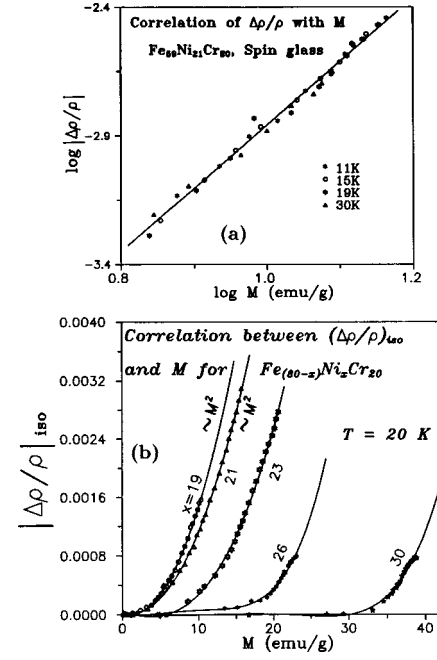 -2.4
Correlation of Δρ/ρ with M
Fe₅₉Ni₂₁Cr₂₀, Spin glass
log|Δρ/ρ|
-2.9
* 11K
○ 15K
* 19K
▲ 30K
(a)
-3.4
0.8 1.0 1.2
log M (emu/g)
0.0040
Correlation between (Δρ/ρ)iso
and M for Fe(80-x)NixCr20
0.0032
~M² ~M²
T = 20 K
|Δρ/ρ|iso
0.0024
(b)
0.0016
x=19 21 23 26 30
0.0008
0.0000
0 10 20 30 40
M (emu/g)